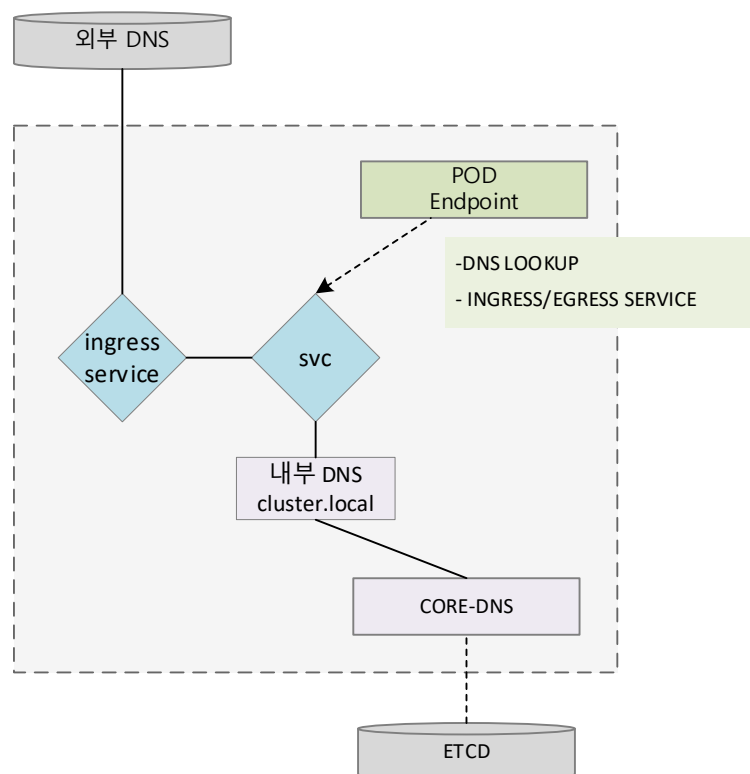 외부 DNS
POD
Endpoint
-DNS LOOKUP
- INGRESS/EGRESS SERVICE
ingress
service
svc
내부 DNS
cluster.local
CORE-DNS
ETCD